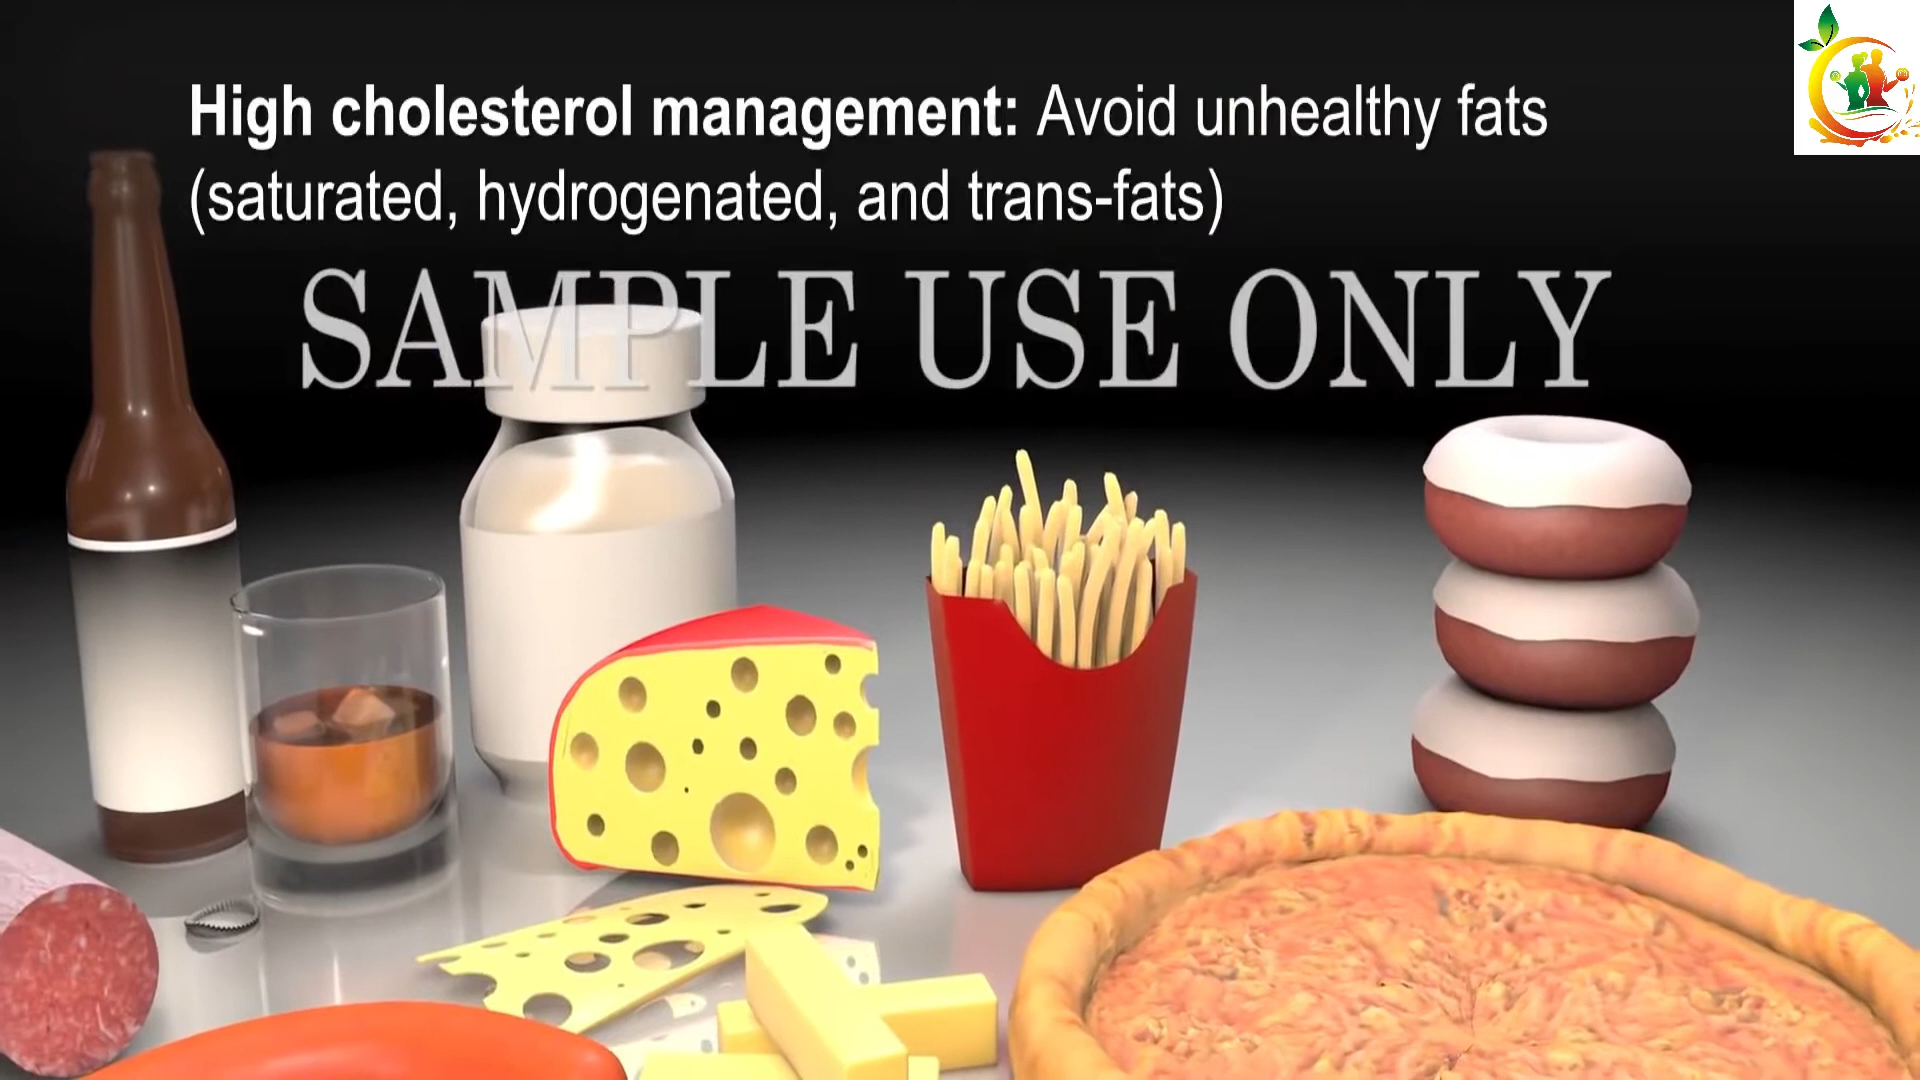 High cholesterol management: Avoid unhealthy fats
(saturated, hydrogenated, and trans-fats)
SAMPLE USE ONLY